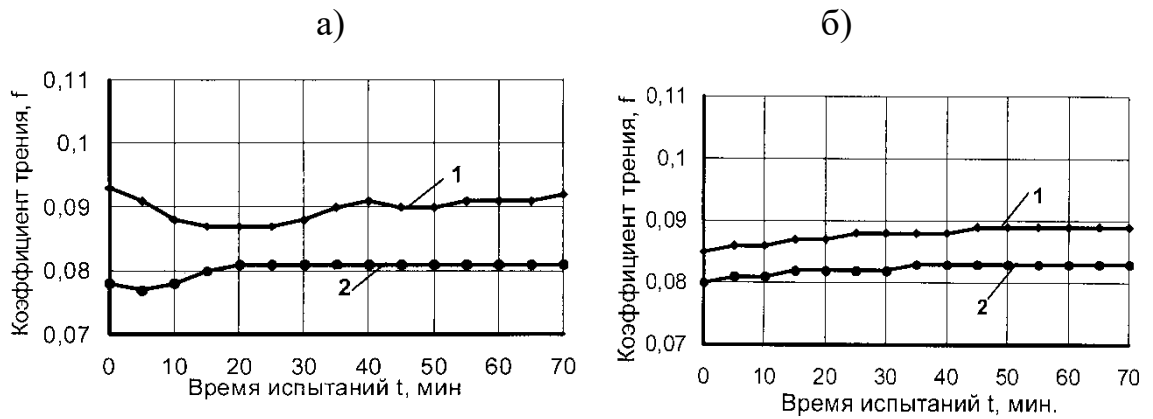 а)
б)
Коэффициент трения, f
0,11
0,1
0,09
0,08
0,07
1
2
0 10 20 30 40 50 60 70
Время испытаний t, мин
Коэффициент трения, f
0,11
0,1
0,09
0,08
0,07
1
2
0 10 20 30 40 50 60 70
Время испытаний t, мин.